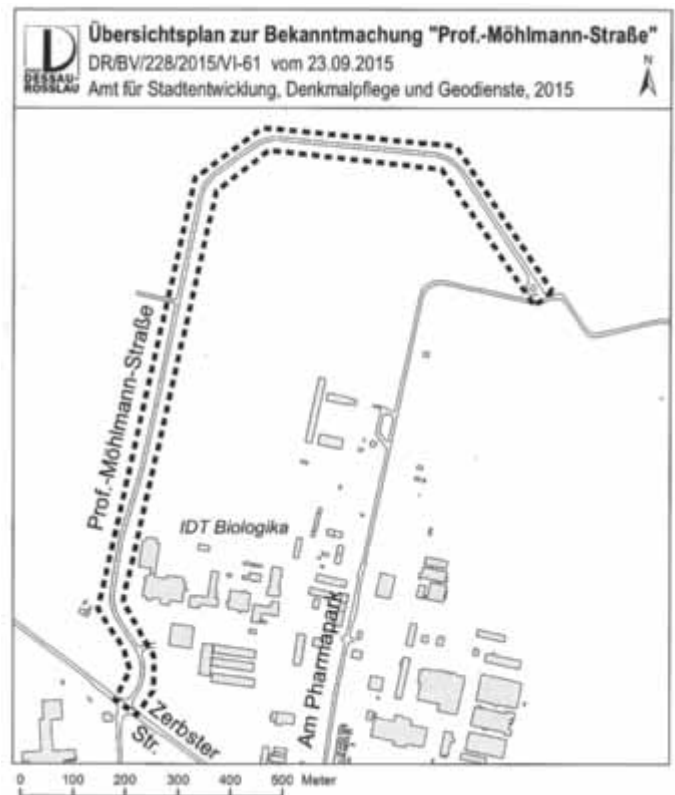 Übersichtsplan zur Bekanntmachung "Prof.-Möhlmann-Straße"
DR/BV/228/2015/VI-61 vom 23.09.2015
Amt für Stadtentwicklung, Denkmalpflege und Geodienste, 2015
DESSAU-
ROSSLAU
N
Prof.-Möhlmann-Straße
IDT Biologika
Am Pharmapark
Zerbster
Str.
0 100 200 300 400 500 Meter